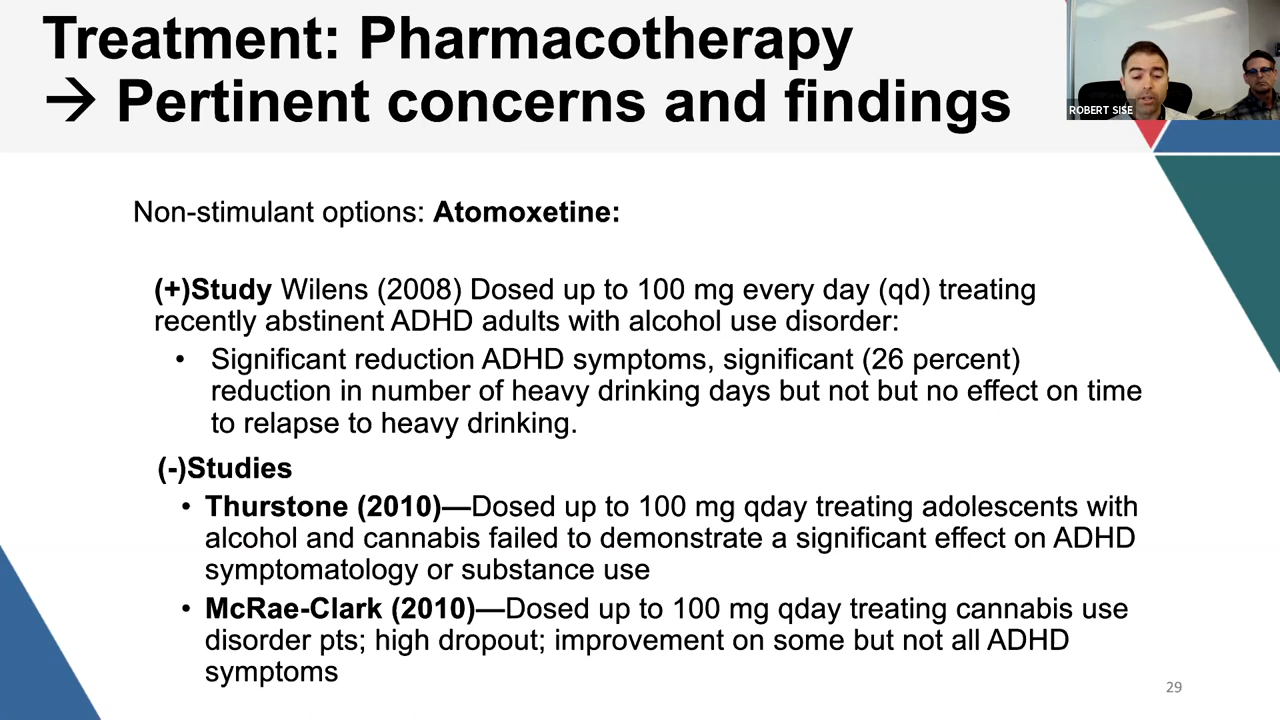 Treatment: Pharmacotherapy
→ Pertinent concerns and findings
ROBERT SISE
Non-stimulant options: Atomoxetine:
(+)Study Wilens (2008) Dosed up to 100 mg every day (qd) treating
recently abstinent ADHD adults with alcohol use disorder:
• Significant reduction ADHD symptoms, significant (26 percent)
reduction in number of heavy drinking days but not but no effect on time
to relapse to heavy drinking.
(-)Studies
• Thurstone (2010)—Dosed up to 100 mg qday treating adolescents with
alcohol and cannabis failed to demonstrate a significant effect on ADHD
symptomatology or substance use
• McRae-Clark (2010)—Dosed up to 100 mg qday treating cannabis use
disorder pts; high dropout; improvement on some but not all ADHD
symptoms
29